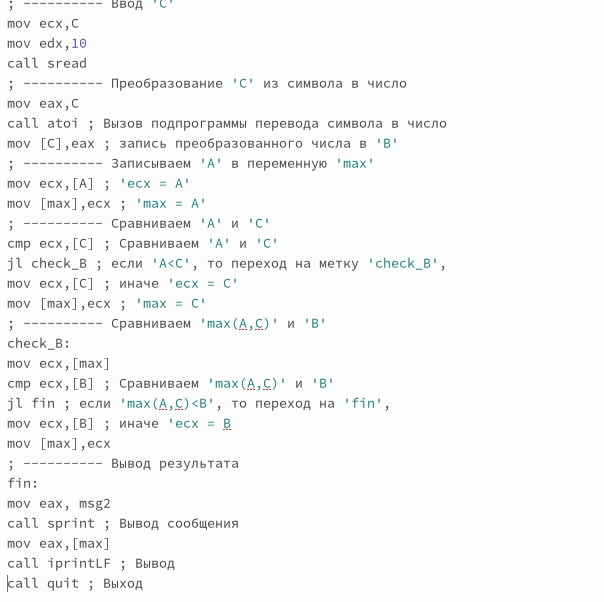 ; ---------- Ввод 'C'
mov ecx,C
mov edx,10
call sread
; ---------- Преобразование 'C' из символа в число
mov eax,C
call atoi ; Вызов подпрограммы перевода символа в число
mov [C],eax ; запись преобразованного числа в 'B'
; ---------- Записываем 'A' в переменную 'max'
mov ecx,[A] ; 'ecx = A'
mov [max],ecx ; 'max = A'
; ---------- Сравниваем 'A' и 'C'
cmp ecx,[C] ; Сравниваем 'A' и 'C'
jl check_B ; если 'A<C', то переход на метку 'check_B',
mov ecx,[C] ; иначе 'ecx = C'
mov [max],ecx ; 'max = C'
; ---------- Сравниваем 'max(A,C)' и 'B'
check_B:
mov ecx,[max]
cmp ecx,[B] ; Сравниваем 'max(A,C)' и 'B'
jl fin ; если 'max(A,C)<B', то переход на 'fin',
mov ecx,[B] ; иначе 'ecx = B
mov [max],ecx
; ---------- Вывод результата
fin:
mov eax, msg2
call sprint ; Вывод сообщения
mov eax,[max]
call iprintLF ; Вывод
call quit ; Выход